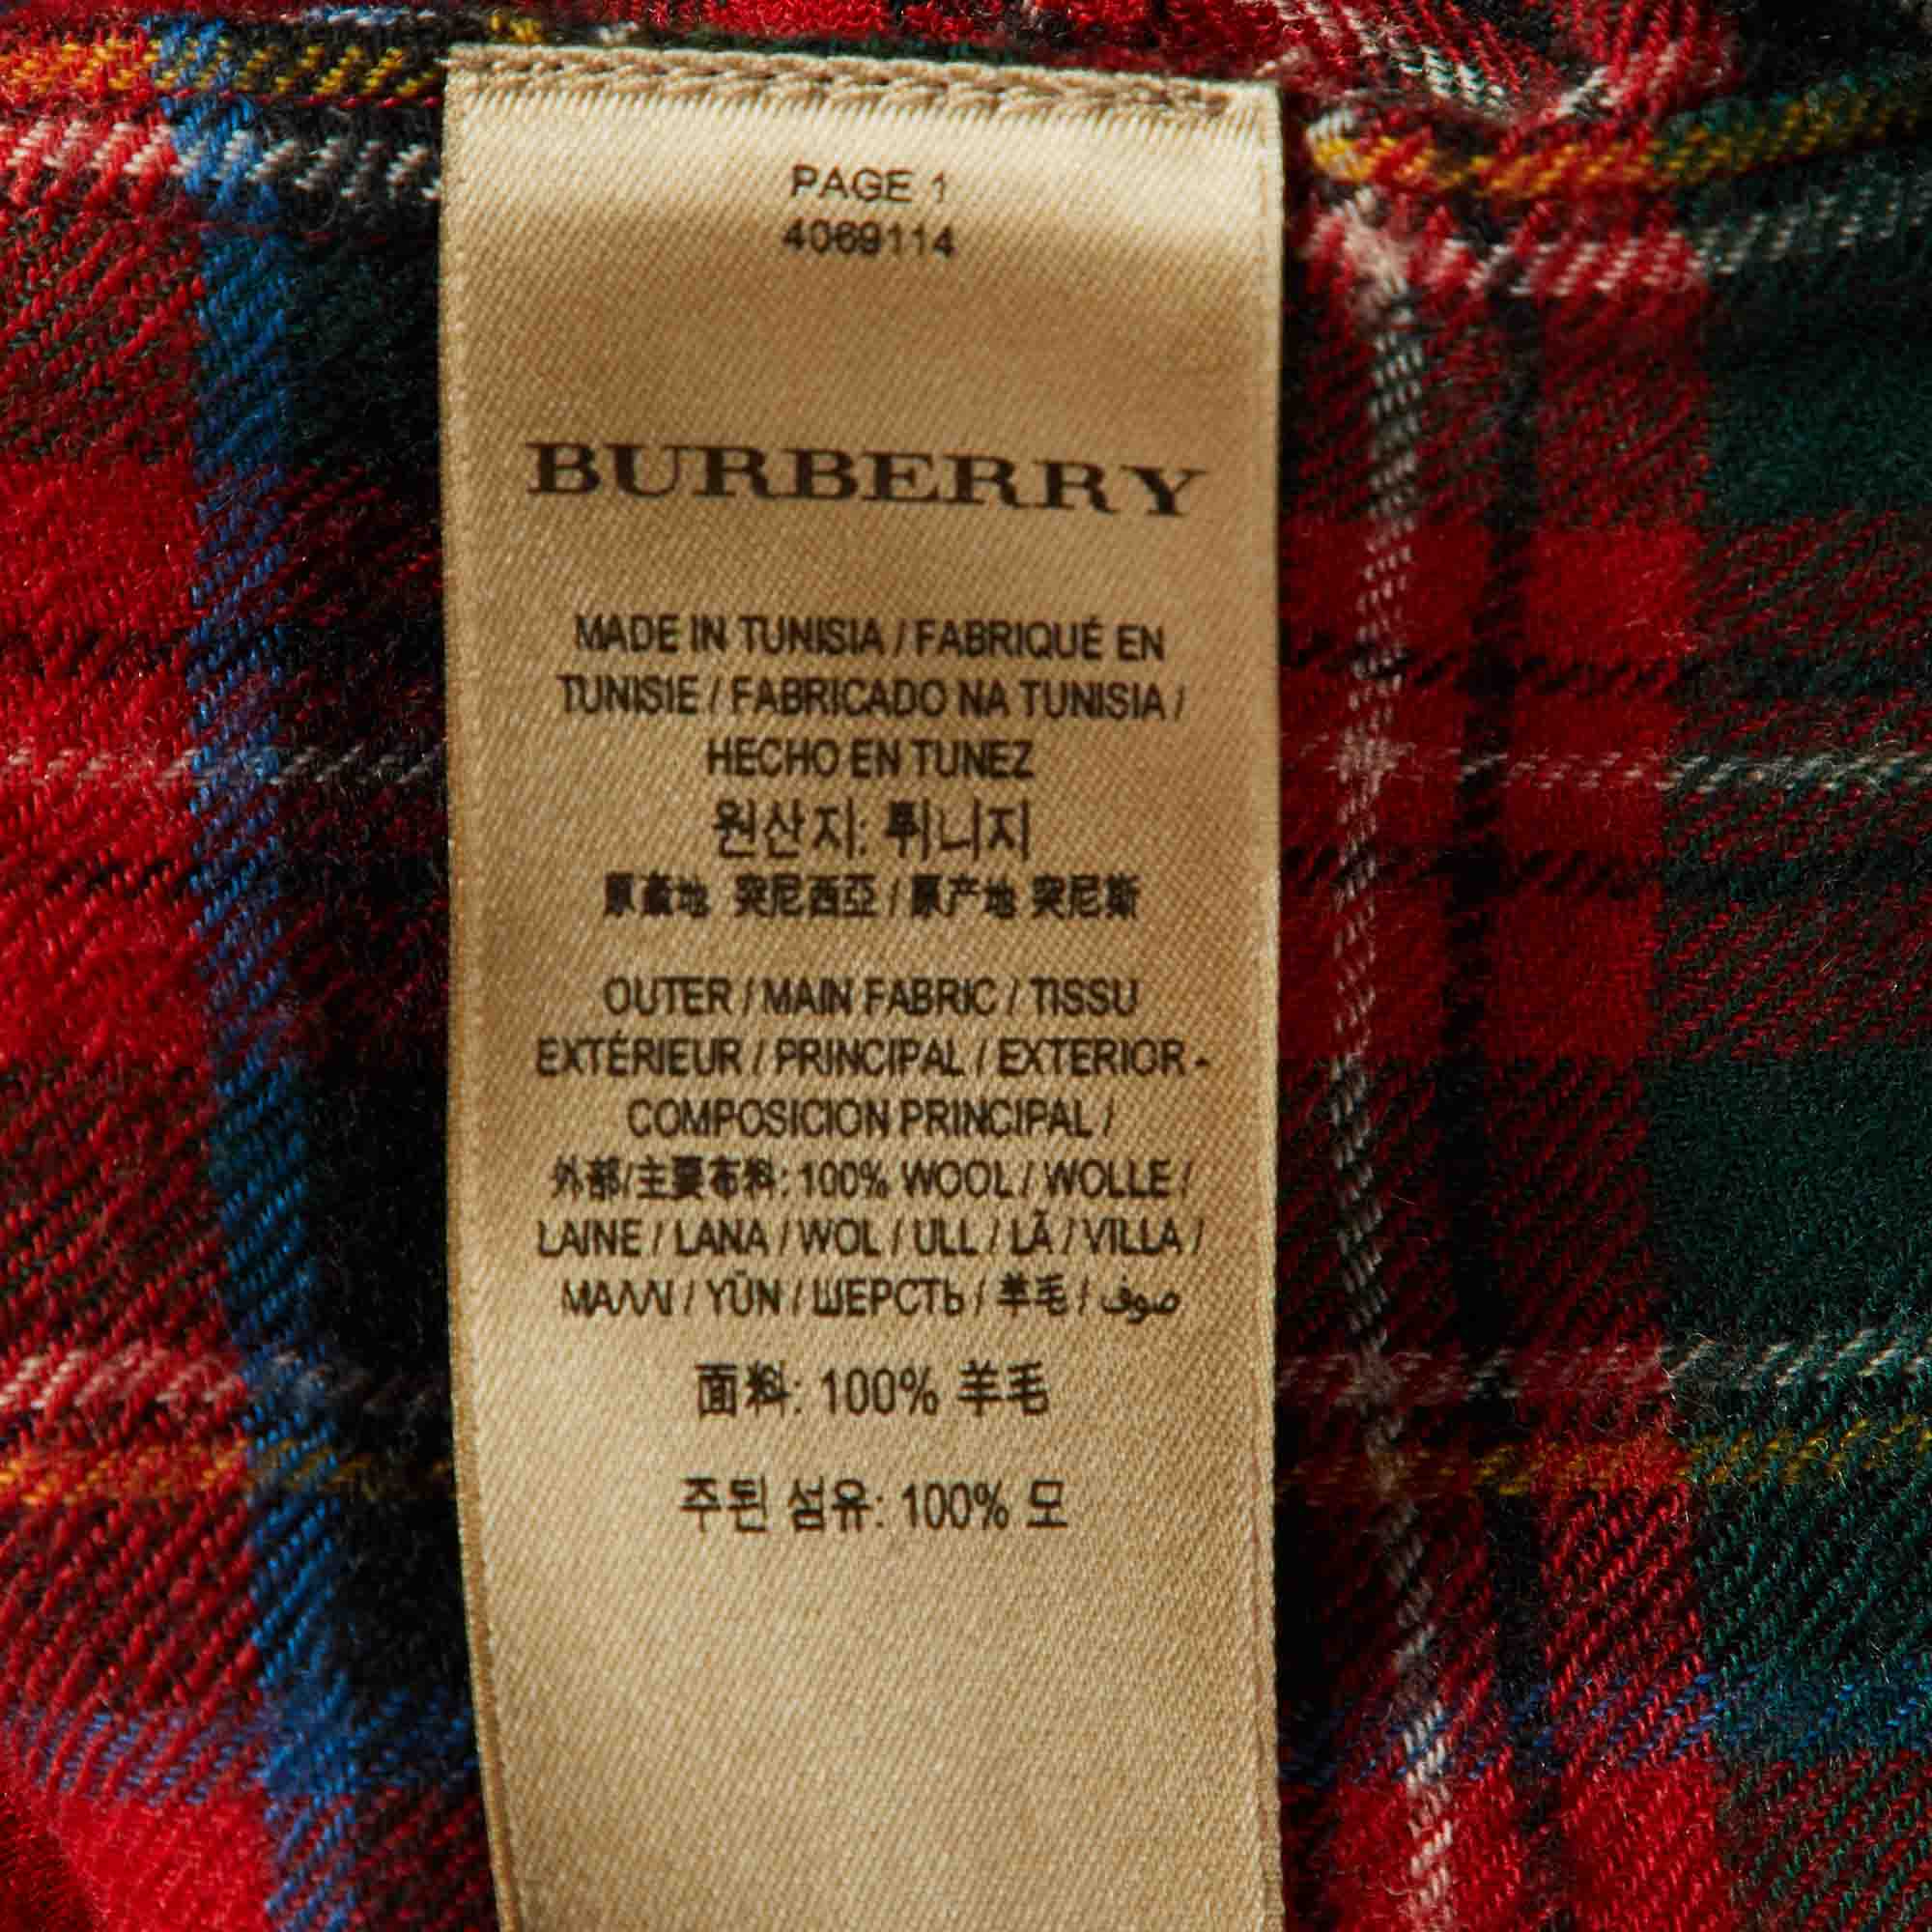 PAGE 1
4069114
BURBERRY
MADE IN TUNISIA / FABRIQUÉ EN
TUNISIE / FABRICADO NA TUNISIA /
HECHO EN TUNEZ
원산지: 튀니지
原產地 突尼西亞 / 原产地 突尼斯
OUTER / MAIN FABRIC / TISSU
EXTÉRIEUR / PRINCIPAL / EXTERIOR -
COMPOSICION PRINCIPAL /
外部/主要布料: 100% WOOL / WOLLE /
LAINE / LANA / WOL / ULL / LÃ / VILLA /
ΜΑΛΛΙ / YÜN / ШЕРСТЬ / 羊毛 / صوف
面料: 100% 羊毛
주된 섬유: 100% 모